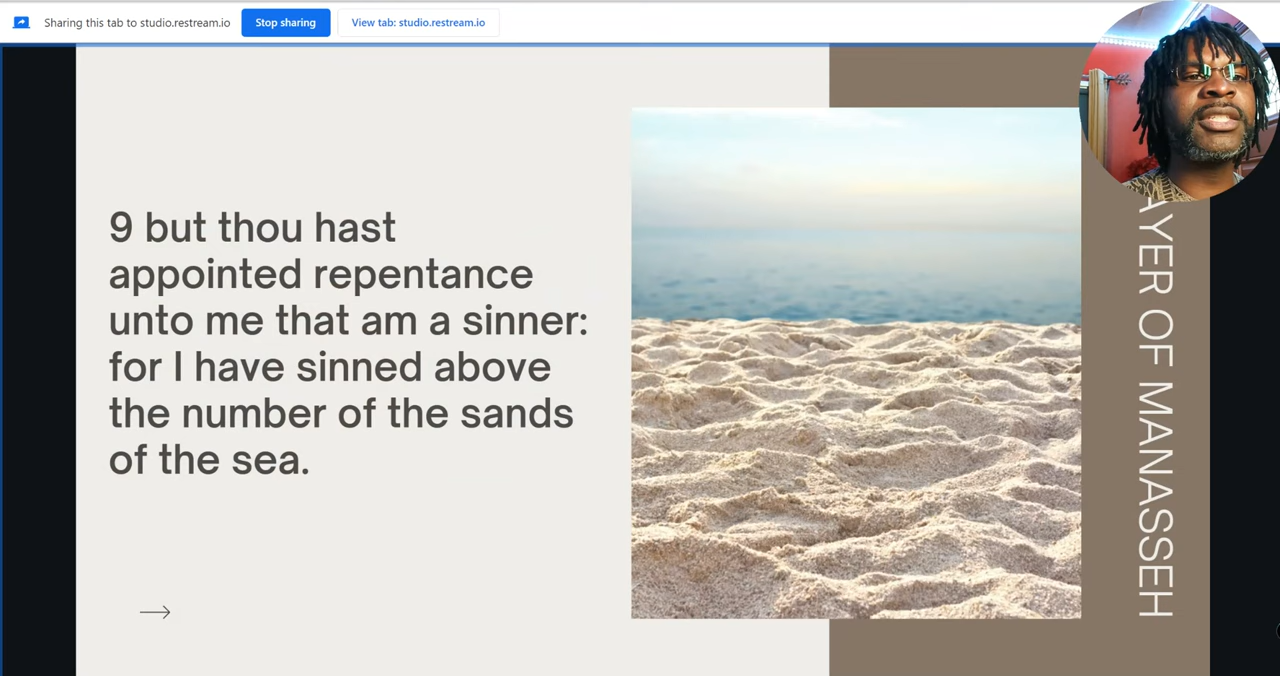 Sharing this tab to studio.restream.io
Stop sharing
View tab: studio.restream.io
9 but thou hast
appointed repentance
unto me that am a sinner:
for I have sinned above
the number of the sands
of the sea.
AYER OF MANASSEH